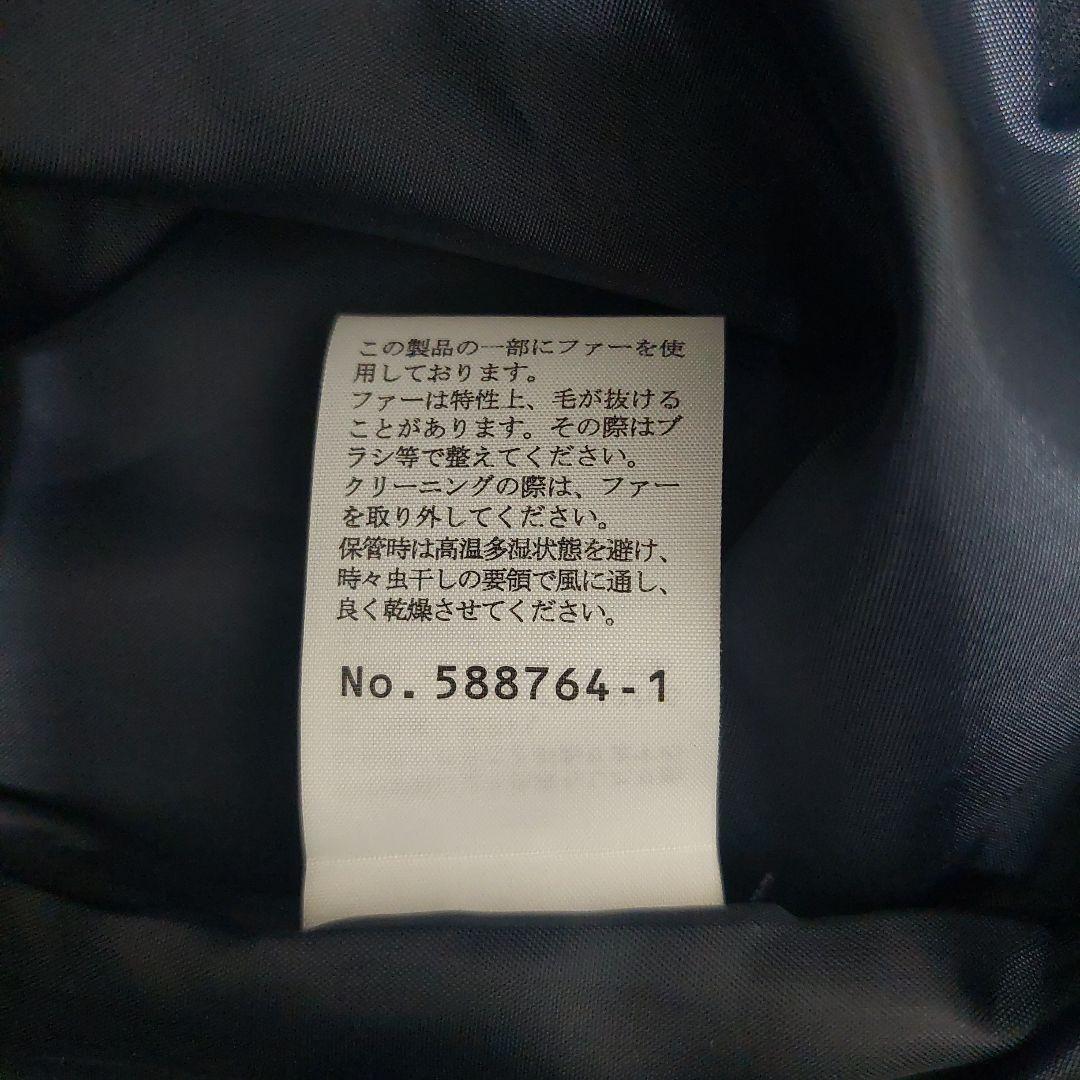 この製品の一部にファーを使
用しております。
ファーは特性上、毛が抜ける
ことがあります。その際はブ
ラシ等で整えてください。
クリーニングの際は、ファー
を取り外してください。
保管時は高温多湿状態を避け、
時々虫干しの要領で風に通し、
良く乾燥させてください。
No.588764-1